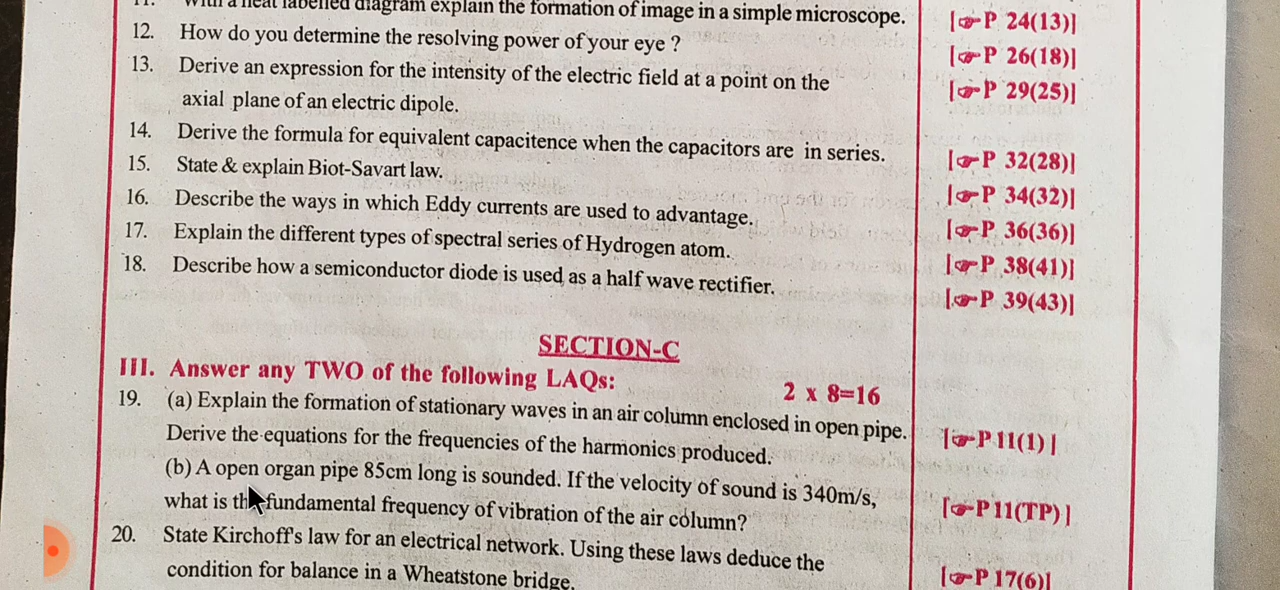 11. With a neat labelled diagram explain the formation of image in a simple microscope. [☞P 24(13)]
12. How do you determine the resolving power of your eye ? [☞P 26(18)]
13. Derive an expression for the intensity of the electric field at a point on the [☞P 29(25)]
axial plane of an electric dipole.
14. Derive the formula for equivalent capacitence when the capacitors are in series. [☞P 32(28)]
15. State & explain Biot-Savart law. [☞P 34(32)]
16. Describe the ways in which Eddy currents are used to advantage. [☞P 36(36)]
17. Explain the different types of spectral series of Hydrogen atom. [☞P 38(41)]
18. Describe how a semiconductor diode is used as a half wave rectifier. [☞P 39(43)]
SECTION-C
III. Answer any TWO of the following LAQs: 2 x 8=16
19. (a) Explain the formation of stationary waves in an air column enclosed in open pipe. [☞P 11(1) ]
Derive the equations for the frequencies of the harmonics produced.
(b) A open organ pipe 85cm long is sounded. If the velocity of sound is 340m/s, [☞P 11(TP) ]
what is fundamental frequency of vibration of the air column?
20. State Kirchoff's law for an electrical network. Using these laws deduce the [☞P 17(6)]
condition for balance in a Wheatstone bridge.